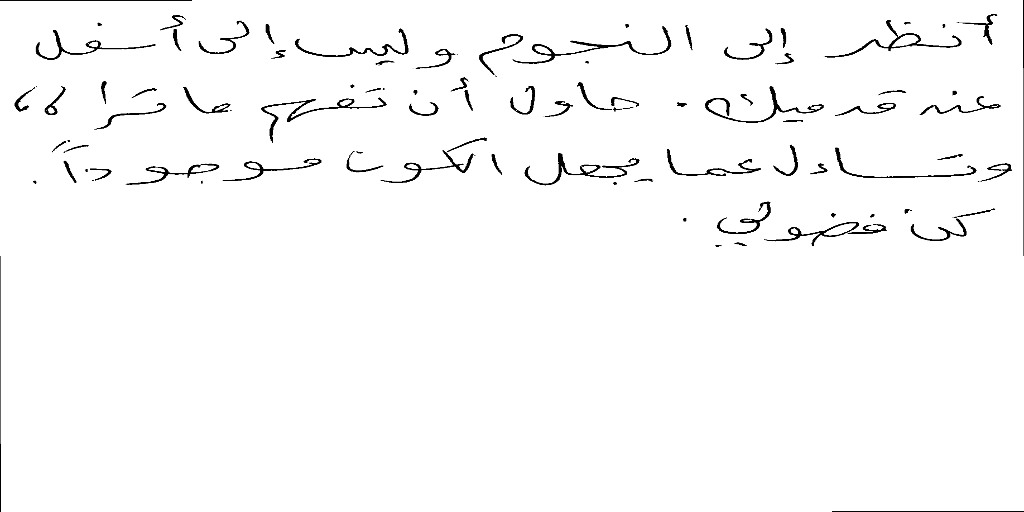 أنظر إلى النجوم وليس إلى أسفل
عند قدميك. حاول أن تفهم ما ترا ه،
وتساءل عما يجعل الكون موجوداً.
كن فضولي.